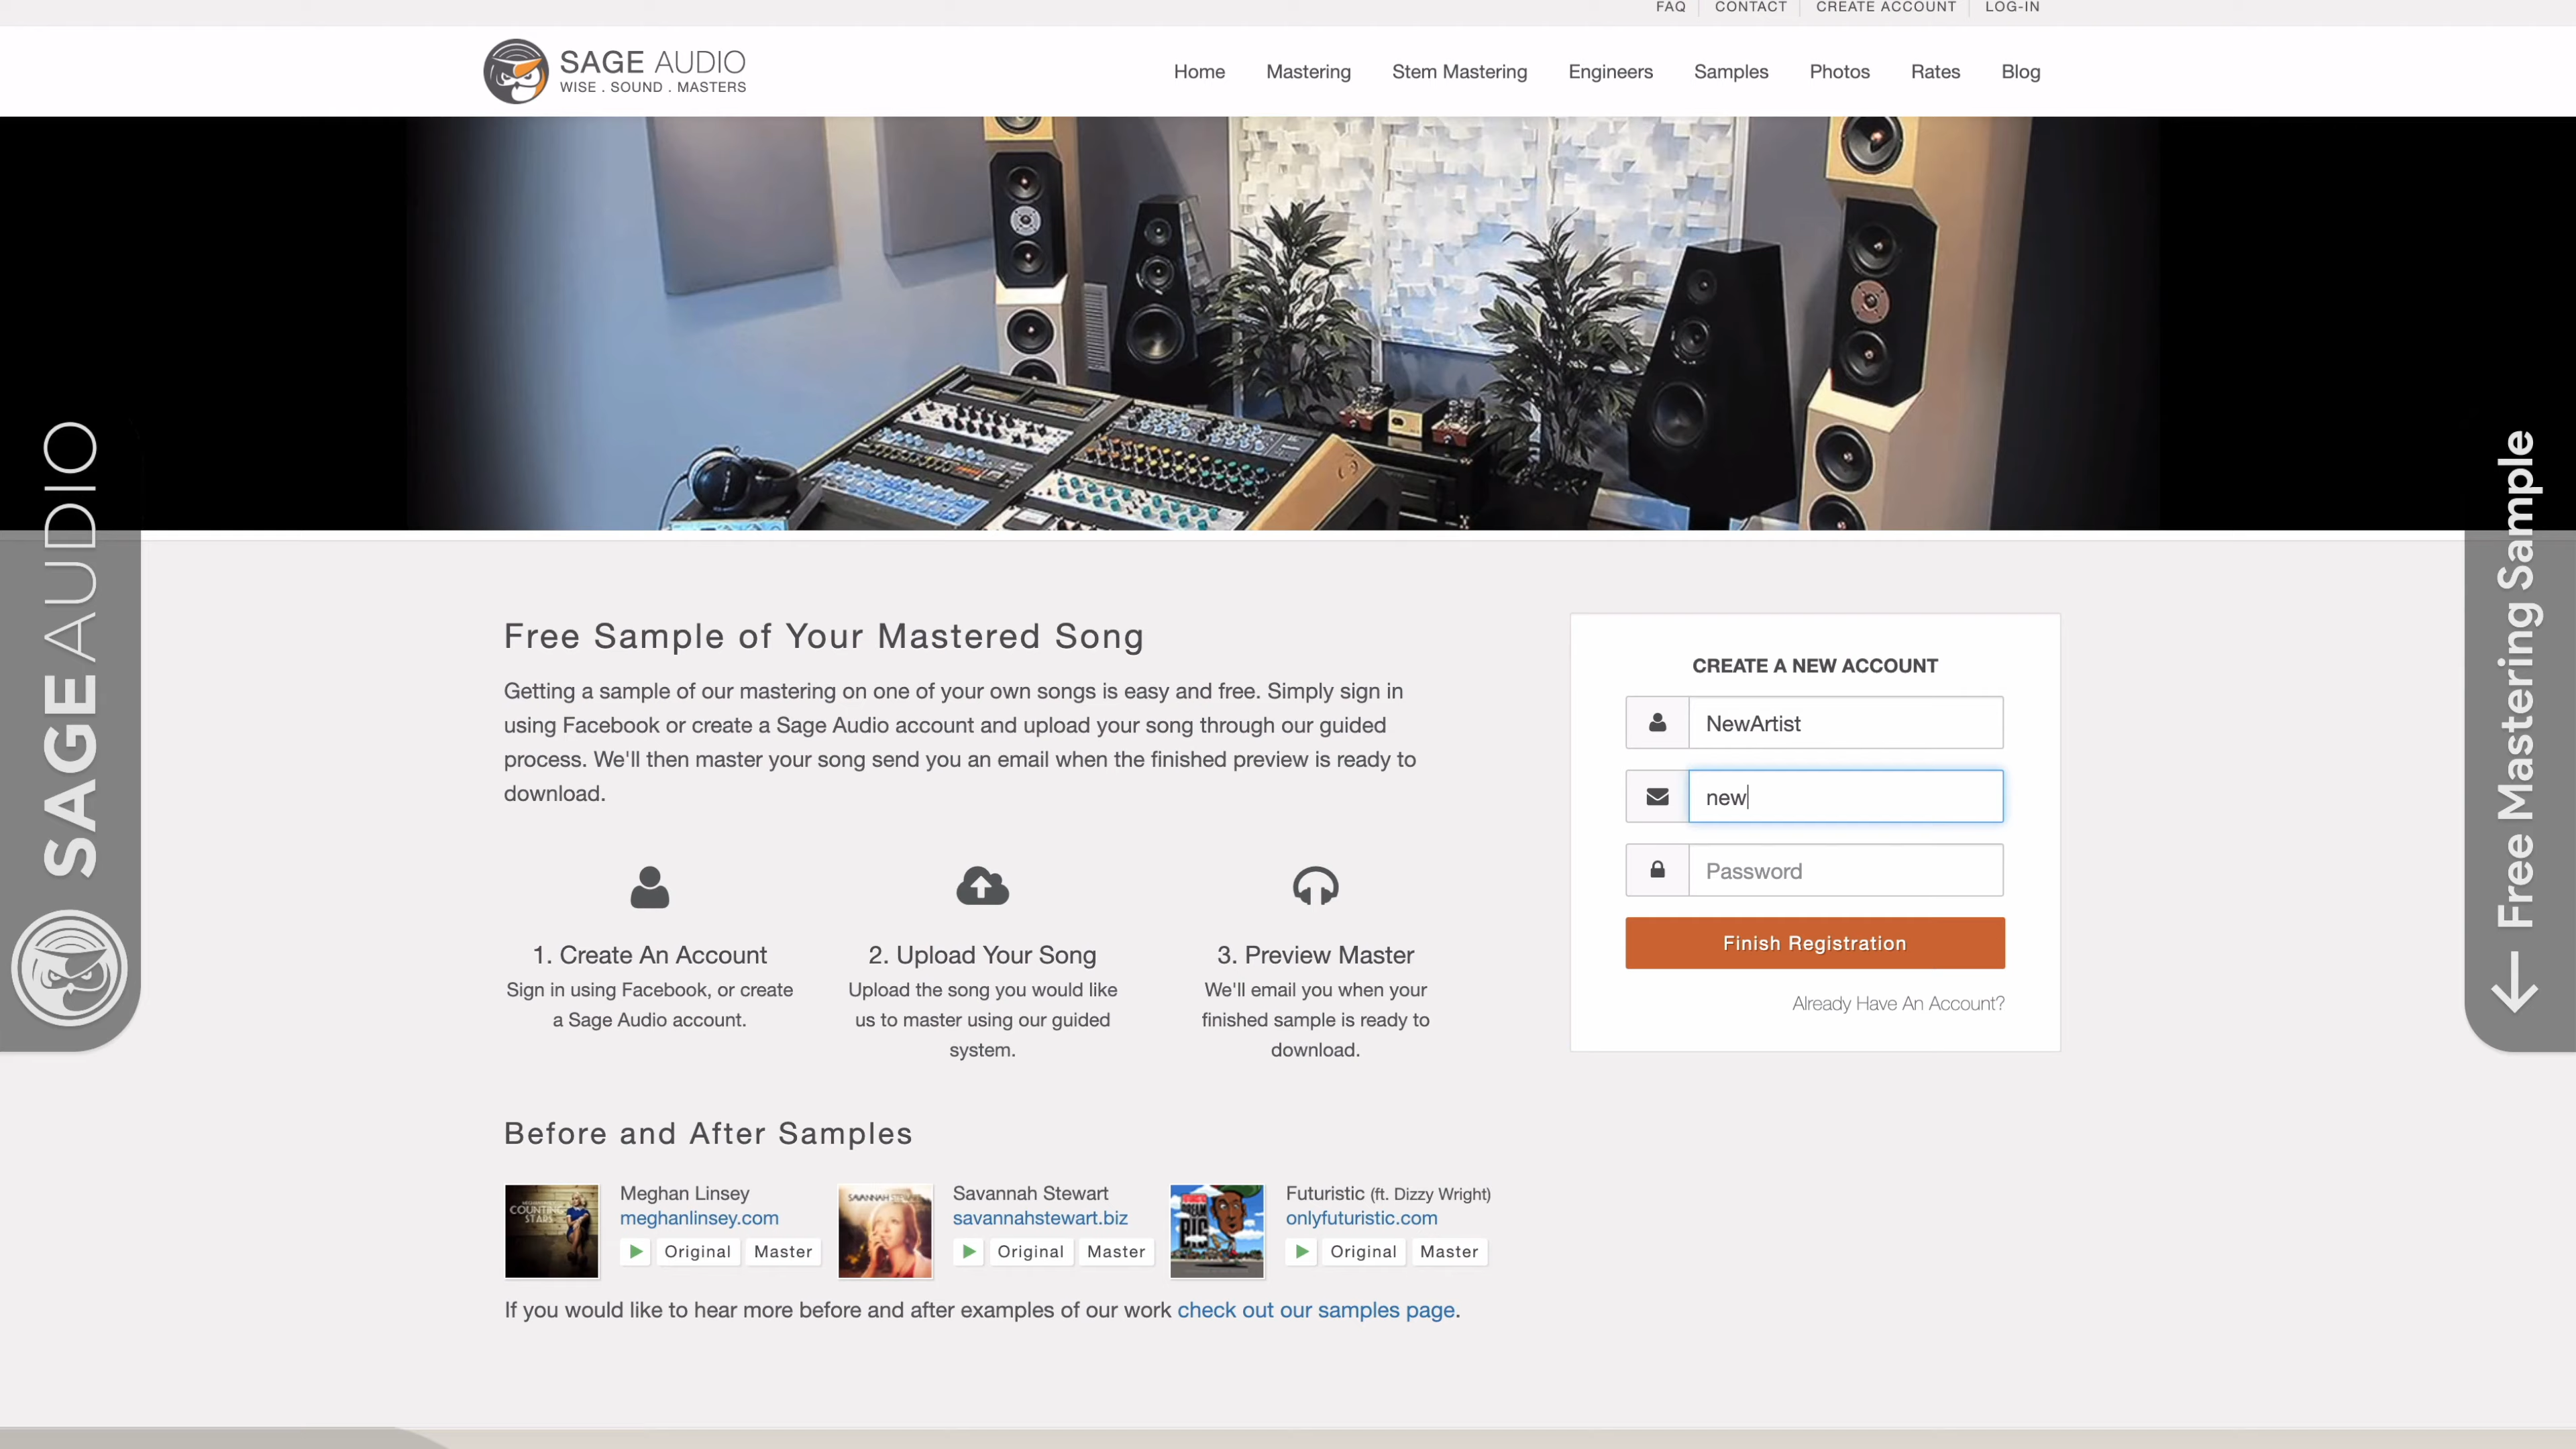 FAQ CONTACT CREATE ACCOUNT LOG-IN
SAGE AUDIO
WISE . SOUND . MASTERS
Home Mastering Stem Mastering Engineers Samples Photos Rates Blog
SAGE AUDIO
Free Mastering Sample
Free Sample of Your Mastered Song
Getting a sample of our mastering on one of your own songs is easy and free. Simply sign in
using Facebook or create a Sage Audio account and upload your song through our guided
process. We'll then master your song send you an email when the finished preview is ready to
download.
1. Create An Account
Sign in using Facebook, or create
a Sage Audio account.
2. Upload Your Song
Upload the song you would like
us to master using our guided
system.
3. Preview Master
We'll email you when your
finished sample is ready to
download.
CREATE A NEW ACCOUNT
NewArtist
new
Password
Finish Registration
Already Have An Account?
Before and After Samples
COUNTING
STARS
Meghan Linsey
meghanlinsey.com
Original Master
SAVANNAH STEWART
Savannah Stewart
savannahstewart.biz
Original Master
DREAM
BIG
Futuristic (ft. Dizzy Wright)
onlyfuturistic.com
Original Master
If you would like to hear more before and after examples of our work check out our samples page.